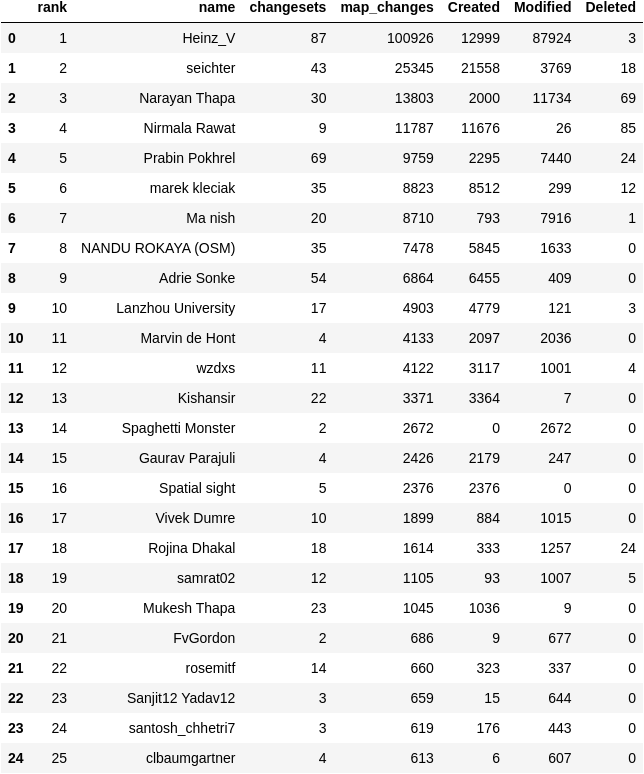 rank name changesets map_changes Created Modified Deleted
0 1 Heinz_V 87 100926 12999 87924 3
1 2 seichter 43 25345 21558 3769 18
2 3 Narayan Thapa 30 13803 2000 11734 69
3 4 Nirmala Rawat 9 11787 11676 26 85
4 5 Prabin Pokhrel 69 9759 2295 7440 24
5 6 marek kleciak 35 8823 8512 299 12
6 7 Ma nish 20 8710 793 7916 1
7 8 NANDU ROKAYA (OSM) 35 7478 5845 1633 0
8 9 Adrie Sonke 54 6864 6455 409 0
9 10 Lanzhou University 17 4903 4779 121 3
10 11 Marvin de Hont 4 4133 2097 2036 0
11 12 wzdxs 11 4122 3117 1001 4
12 13 Kishansir 22 3371 3364 7 0
13 14 Spaghetti Monster 2 2672 0 2672 0
14 15 Gaurav Parajuli 4 2426 2179 247 0
15 16 Spatial sight 5 2376 2376 0 0
16 17 Vivek Dumre 10 1899 884 1015 0
17 18 Rojina Dhakal 18 1614 333 1257 24
18 19 samrat02 12 1105 93 1007 5
19 20 Mukesh Thapa 23 1045 1036 9 0
20 21 FvGordon 2 686 9 677 0
21 22 rosemitf 14 660 323 337 0
22 23 Sanjit12 Yadav12 3 659 15 644 0
23 24 santosh_chhetri7 3 619 176 443 0
24 25 clbaumgartner 4 613 6 607 0